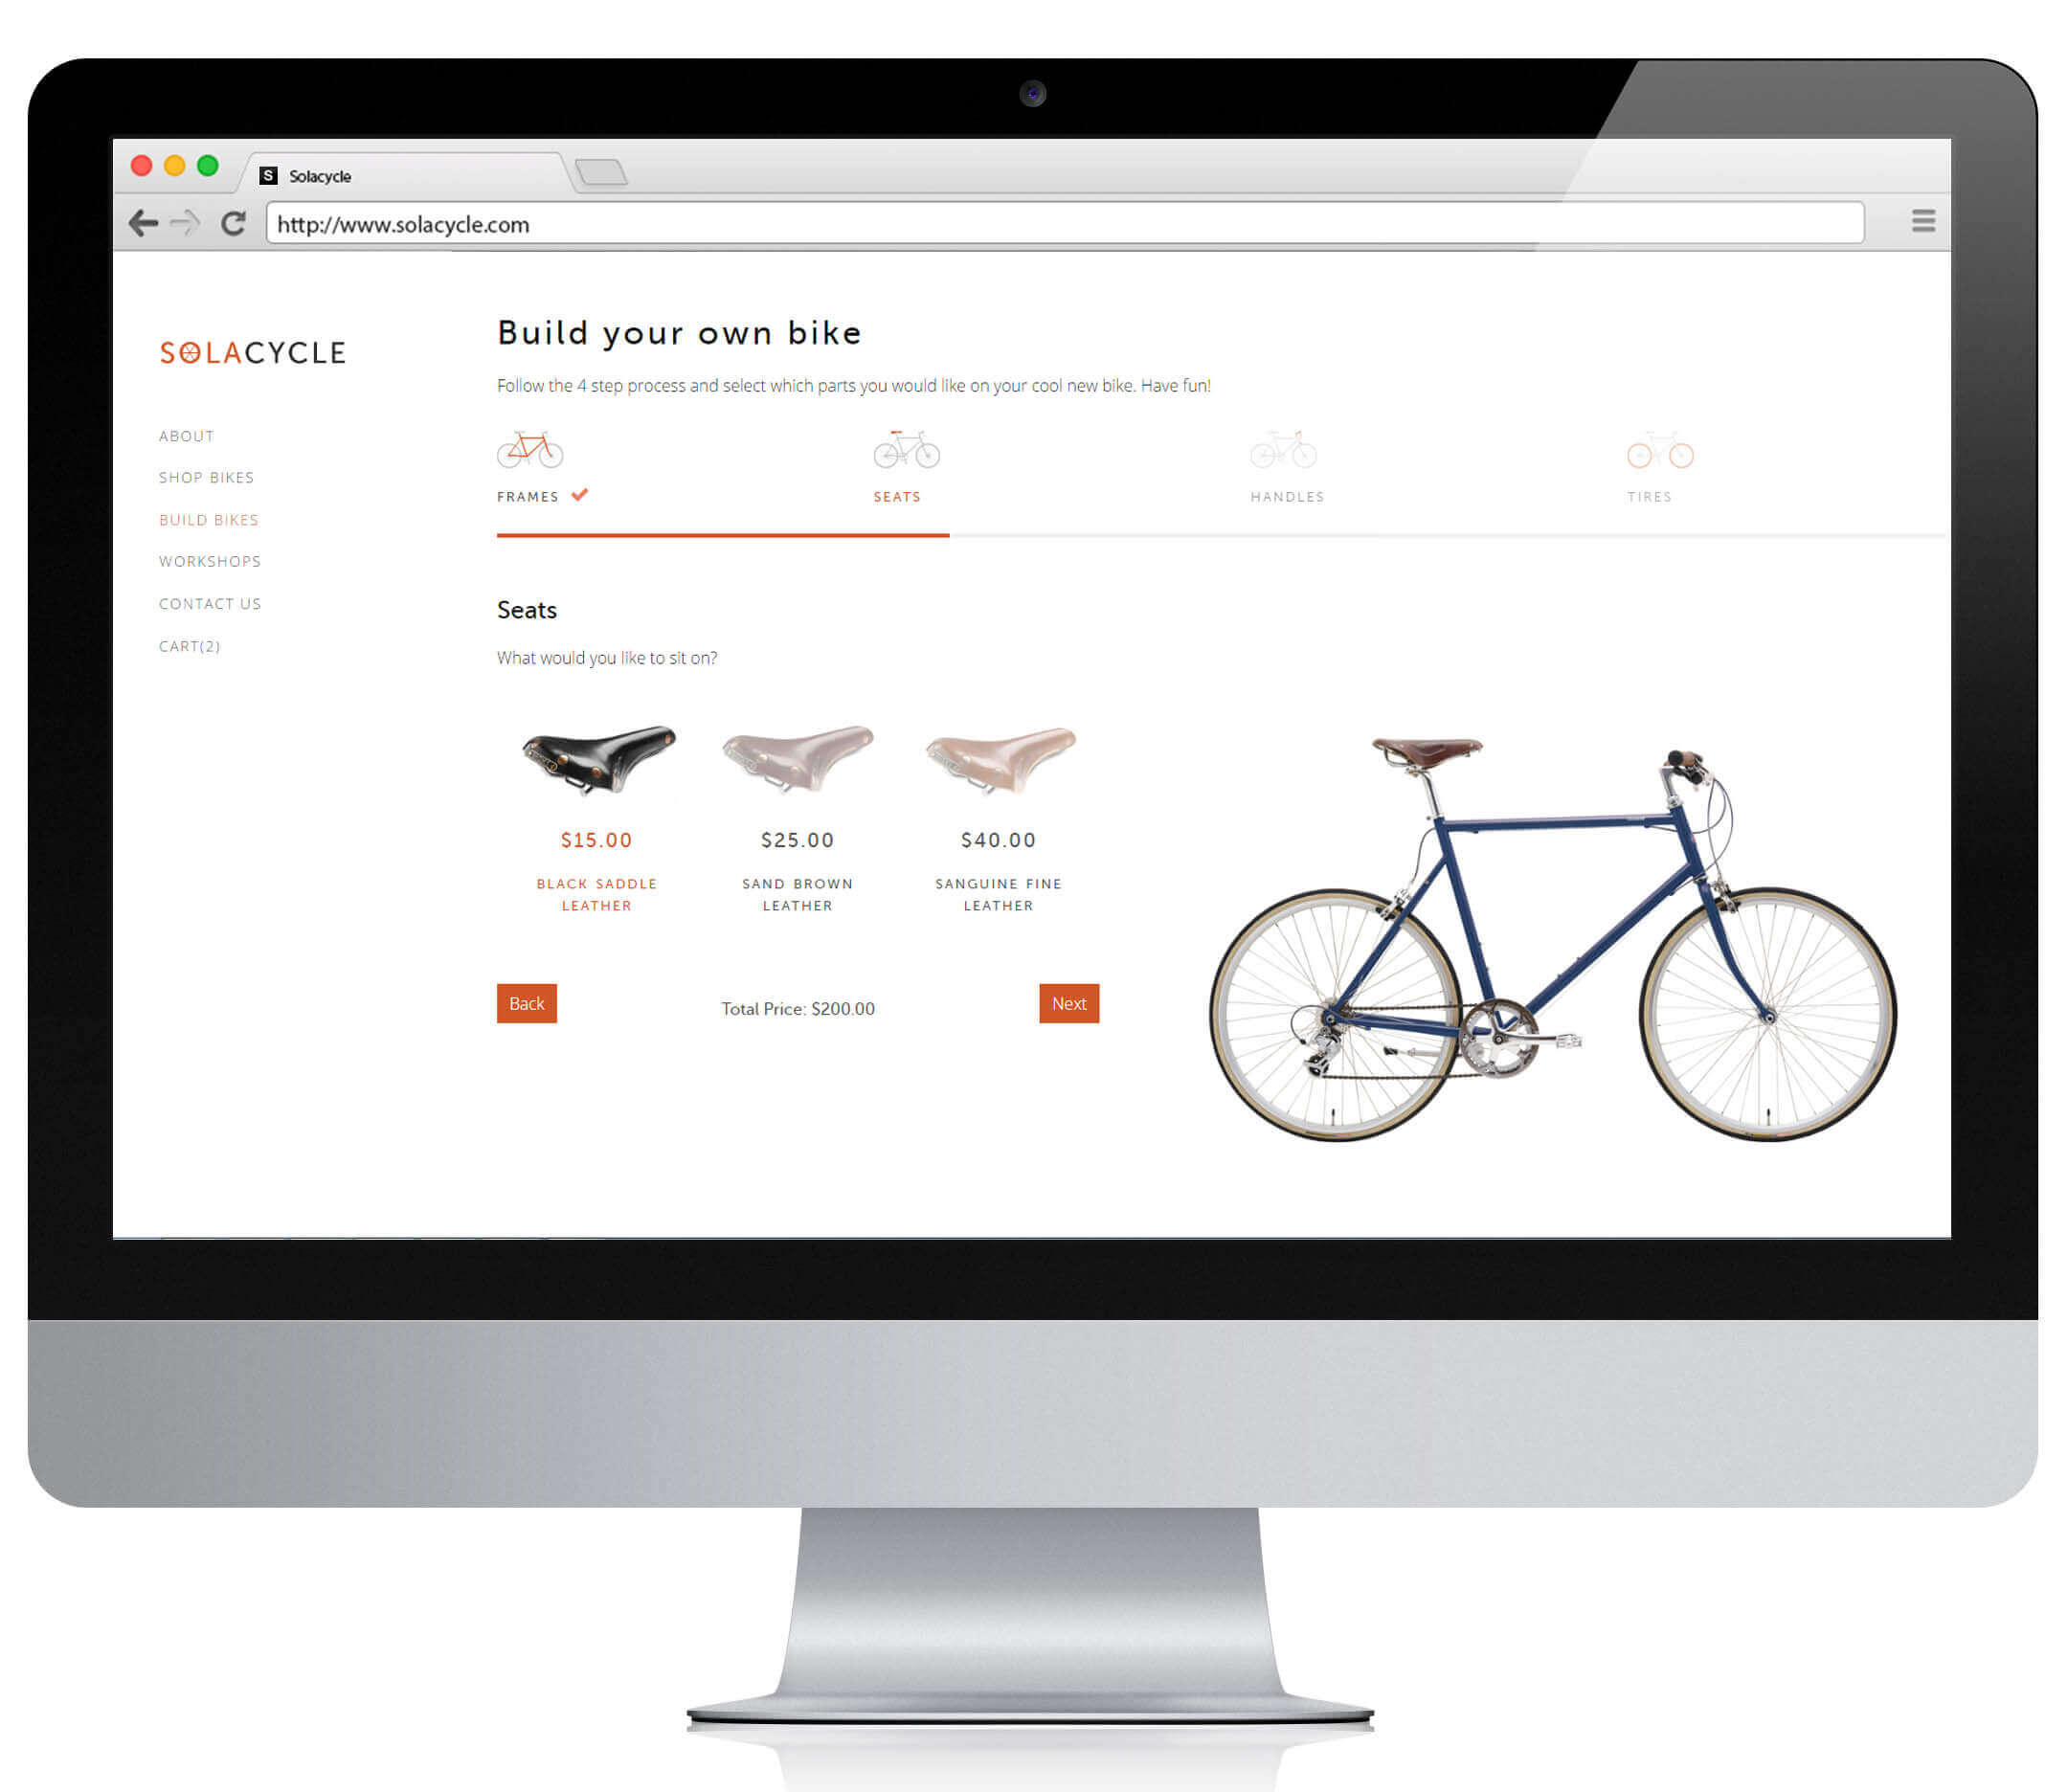 S Solacycle
http://www.solacycle.com
SOLACYCLE
ABOUT
SHOP BIKES
BUILD BIKES
WORKSHOPS
CONTACT US
CART(2)
Build your own bike
Follow the 4 step process and select which parts you would like on your cool new bike. Have fun!
FRAMES
SEATS
HANDLES
TIRES
Seats
What would you like to sit on?
$15.00
BLACK SADDLE
LEATHER
$25.00
SAND BROWN
LEATHER
$40.00
SANGUINE FINE
LEATHER
Back
Total Price: $200.00
Next